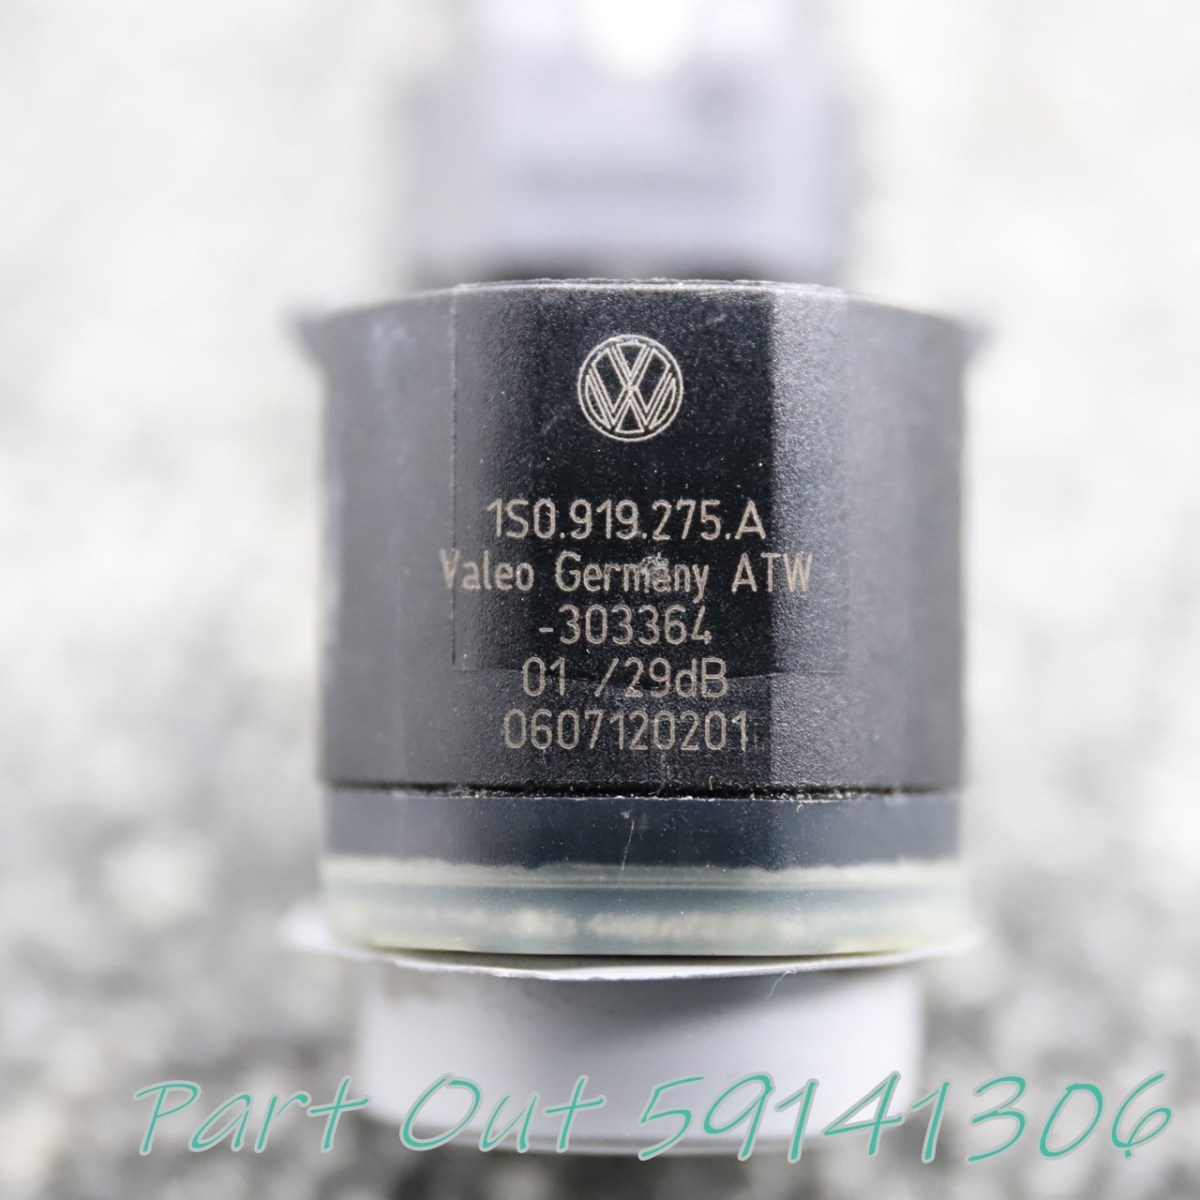 1S0.919.275.A
Valeo Germany ATW
-303364
01 /29dB
0607120201
Part Out 59141306